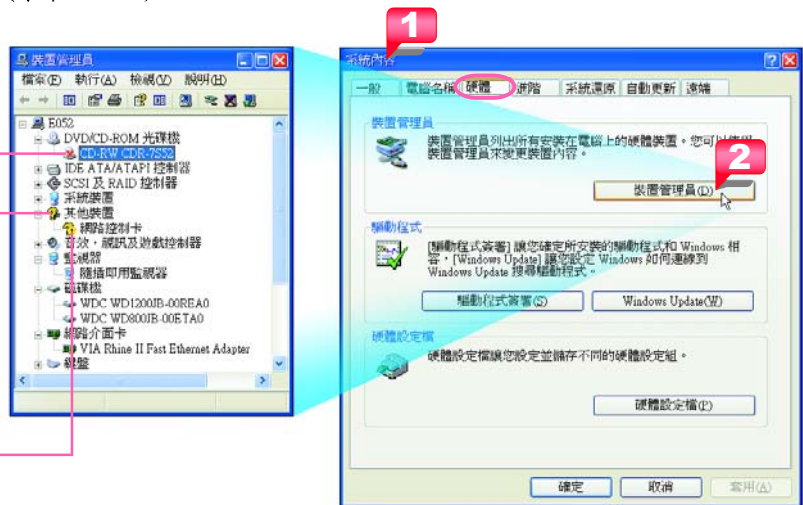 1
裝置管理員
檔案(F) 執行(A) 檢視(V) 說明(H)
E052
DVD/CD-ROM 光碟機
CD-RW CDR-7S52
IDE ATA/ATAPI 控制器
SCSI 及 RAID 控制器
系統裝置
其他裝置
網路控制卡
音效,視訊及遊戲控制器
監視器
隨插即用監視器
磁碟機
WDC WD1200JB-00REA0
WDC WD800JB-00ETA0
網路介面卡
VIA Rhine II Fast Ethernet Adapter
鍵盤
系統內容
一般 電腦名稱 硬體 進階 系統還原 自動更新 遠端
裝置管理員
裝置管理員列出所有安裝在電腦上的硬體裝置。您可以使用
裝置管理員來變更裝置內容。
2
裝置管理員(D)
驅動程式
[驅動程式簽署] 讓您確定所安裝的驅動程式和 Windows 相
容,[Windows Update] 讓您設定 Windows 如何連線到
Windows Update 搜尋驅動程式。
驅動程式簽署(S) Windows Update(W)
硬體設定檔
硬體設定檔讓您設定並儲存不同的硬體設定組。
硬體設定檔(P)
確定 取消 套用(A)